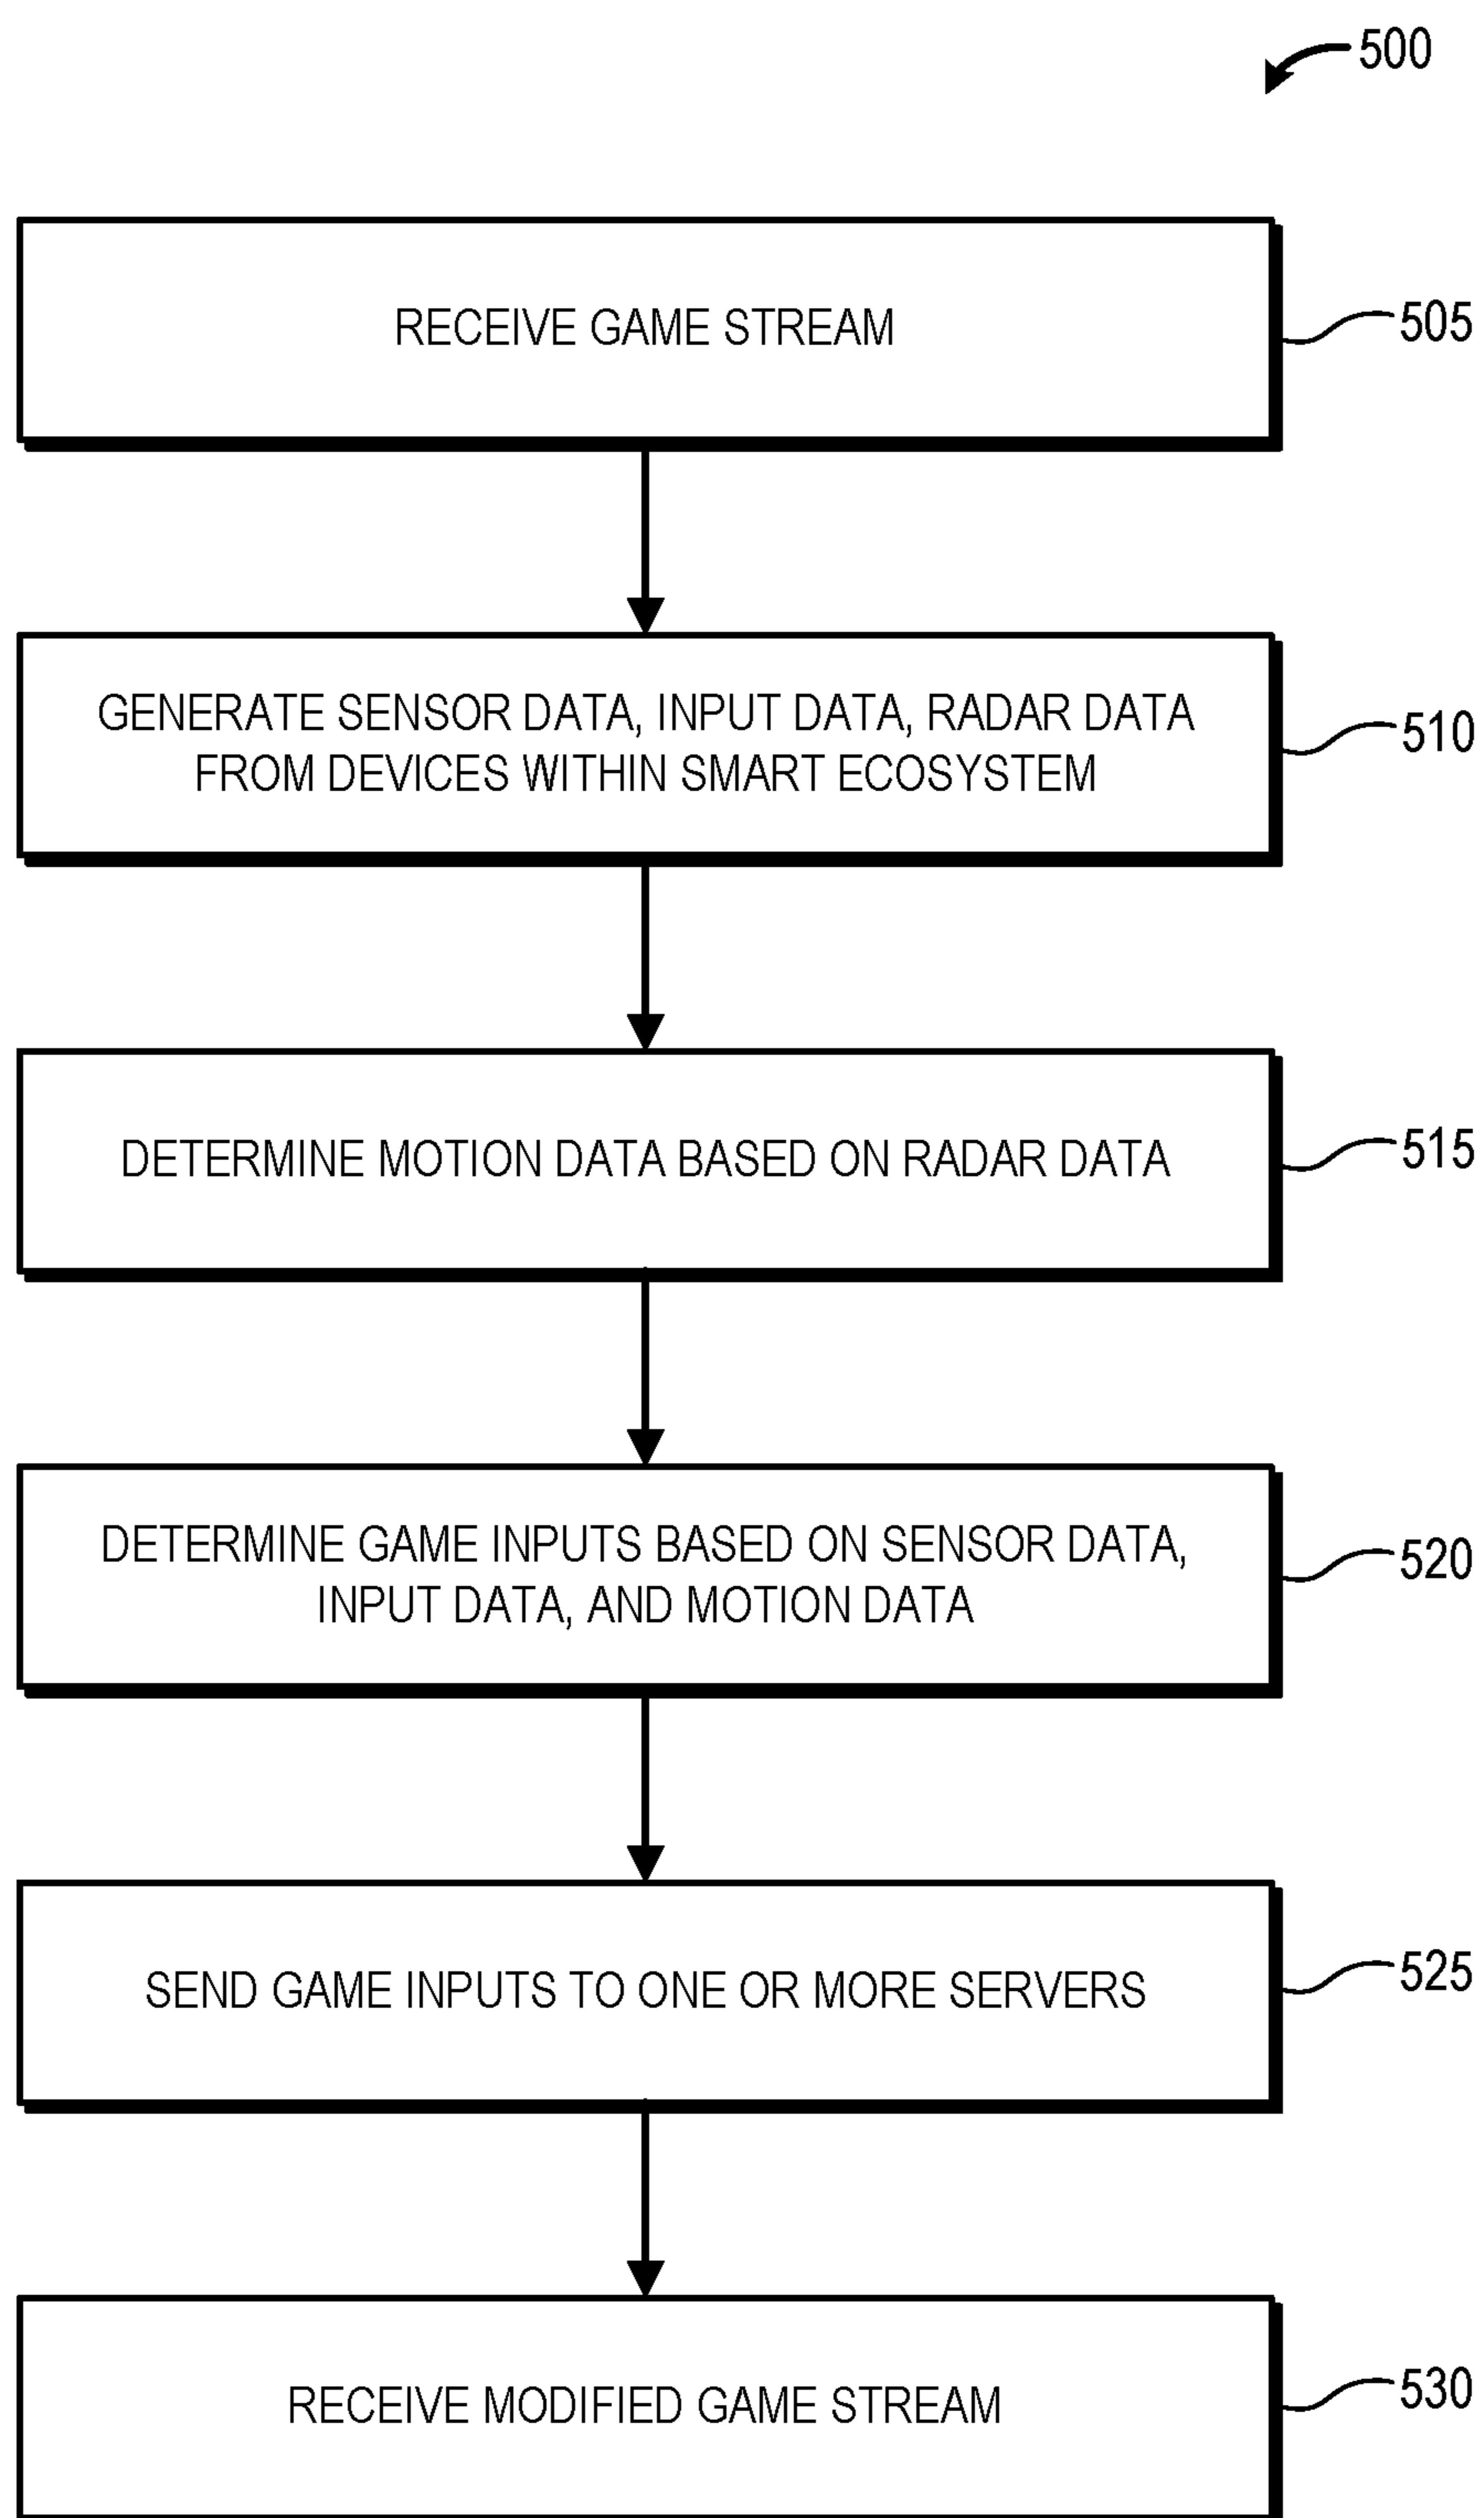 500
RECEIVE GAME STREAM
505
GENERATE SENSOR DATA, INPUT DATA, RADAR DATA
FROM DEVICES WITHIN SMART ECOSYSTEM
510
DETERMINE MOTION DATA BASED ON RADAR DATA
515
DETERMINE GAME INPUTS BASED ON SENSOR DATA,
INPUT DATA, AND MOTION DATA
520
SEND GAME INPUTS TO ONE OR MORE SERVERS
525
RECEIVE MODIFIED GAME STREAM
530